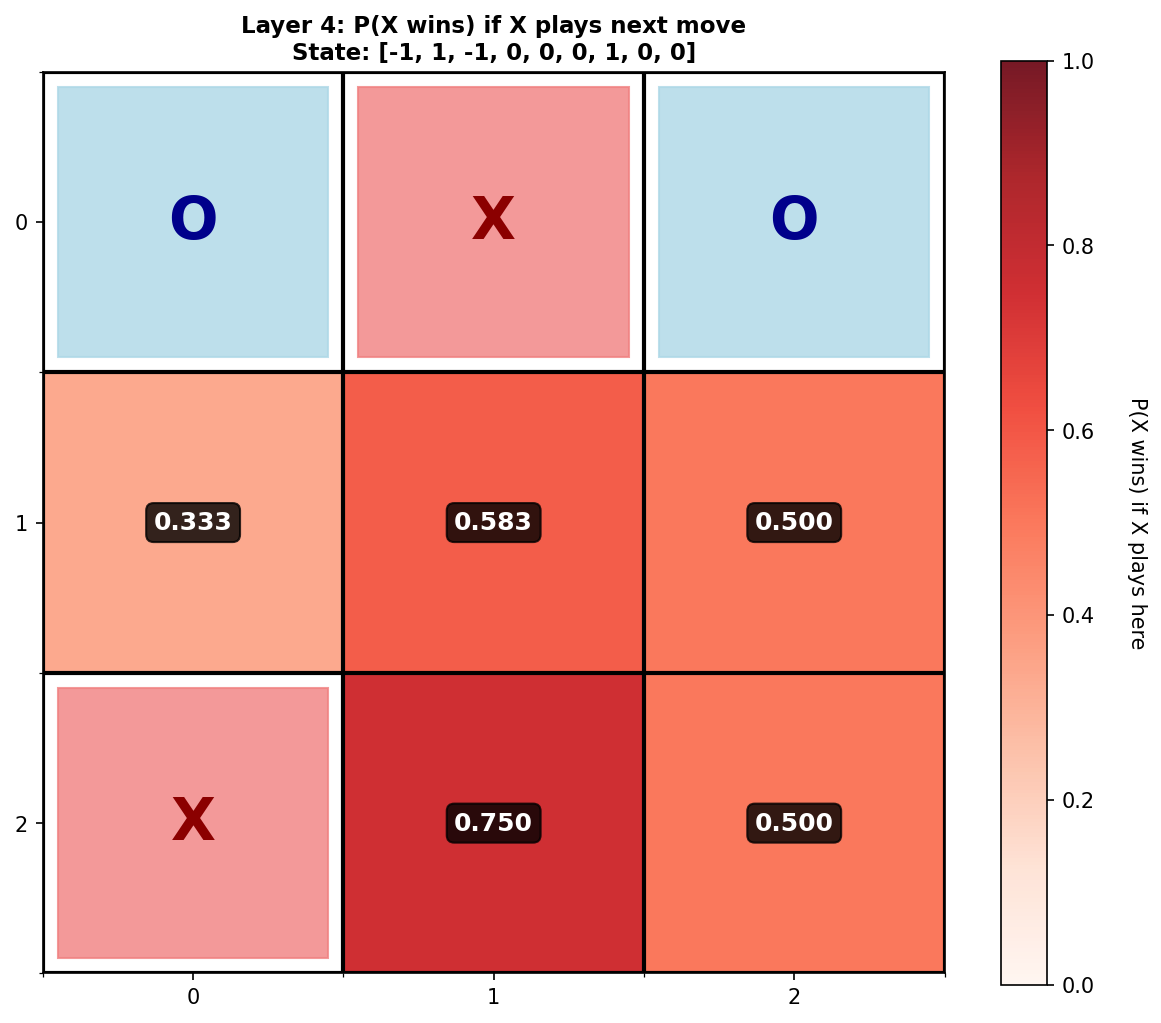 Layer 4: P(X wins) if X plays next move
State: [-1, 1, -1, 0, 0, 0, 1, 0, 0]
O
X
O
0
0.333
0.583
0.500
1
X
0.750
0.500
2
0
1
2
1.0
0.8
0.6
0.4
0.2
0.0
P(X wins) if X plays here